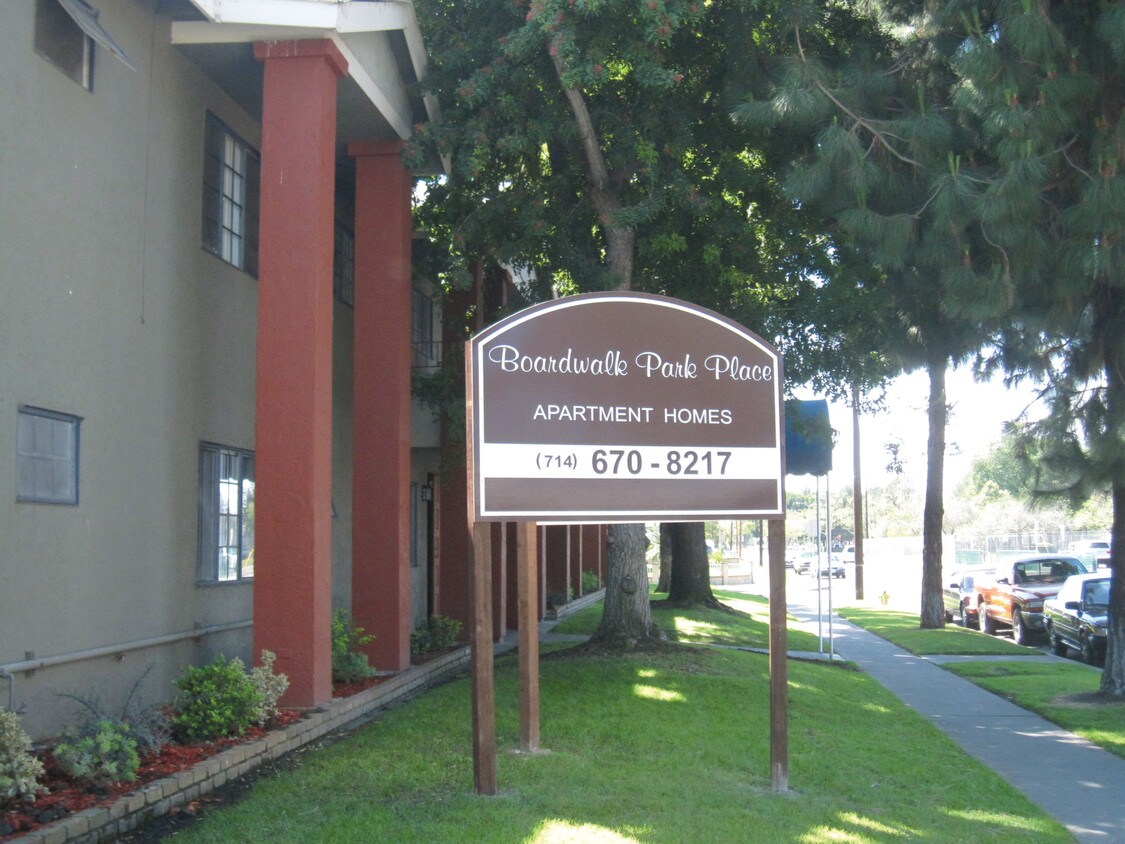 Boardwalk Park Place
APARTMENT HOMES
(714) 670 - 8217